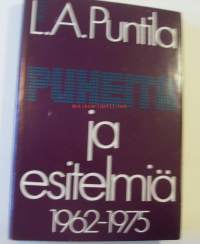 L.A. Puntila
PUHEITA
ja
esitelmiä
1962-1975